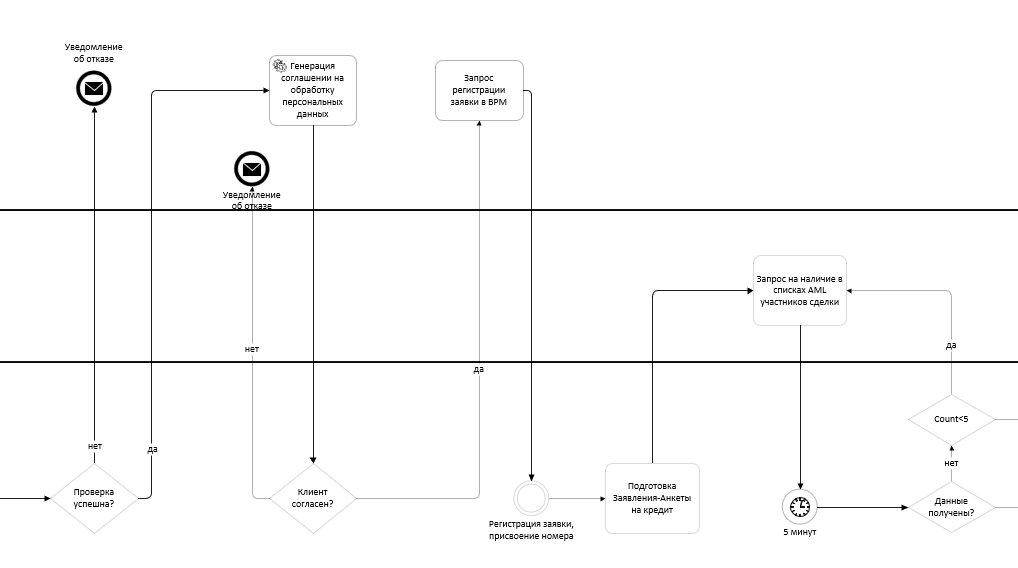 Уведомление
об отказе
Генерация
соглашении на
обработку
персональных
данных
Запрос
регистрации
заявки в BPM
Уведомление
об отказе
Запрос на наличие в
списках AML
участников сделки
нет
да
да
нет
да
Count<5
нет
Проверка
успешна?
Клиент
согласен?
Регистрация заявки,
присвоение номера
Подготовка
Заявления-Анкеты
на кредит
5 минут
Данные
получены?